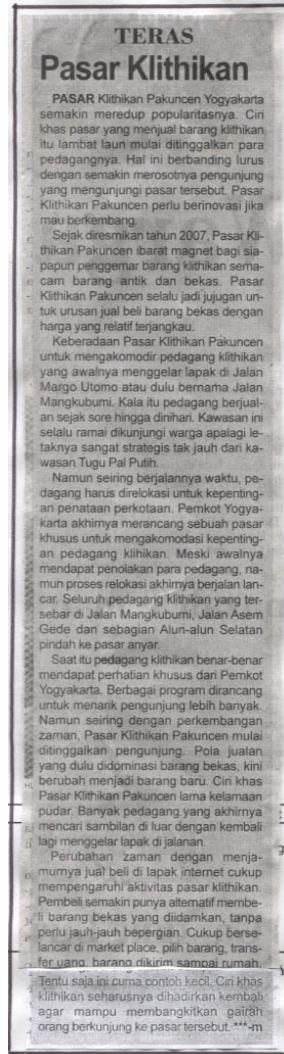 TERAS
Pasar Klithikan
PASAR Klithikan Pakuncen Yogyakarta
semakin meredup popularitasnya. Ciri
khas pasar yang menjual barang klithikan
itu lambat laun mulai ditinggalkan para
pedagangnya. Hal ini berbanding lurus
dengan semakin merosotnya pengunjung
yang mengunjungi pasar tersebut. Pasar
Klithikan Pakuncen perlu berinovasi jika
mau berkembang.
Sejak diresmikan tahun 2007, Pasar Kli-
thikan Pakuncen ibarat magnet bagi sia-
papun penggemar barang klithikan sema-
cam barang antik dan bekas. Pasar
Klithikan Pakuncen selalu jadi jujugan un-
tuk urusan jual beli barang bekas dengan
harga yang relatif terjangkau.
Keberadaan Pasar Klithikan Pakuncen
untuk mengakomodir pedagang klithikan
yang awalnya menggelar lapak di Jalan
Margo Utomo atau dulu bernama Jalan
Mangkubumi. Kala itu pedagang berjual-
an sejak sore hingga dinihari. Kawasan ini
selalu ramai dikunjungi warga apalagi le-
taknya sangat strategis tak jauh dari ka-
wasan Tugu Pal Putih.
Namun seiring berjalannya waktu, pe-
dagang harus direlokasi untuk kepenting-
an penataan perkotaan. Pemkot Yogya-
karta akhirnya merancang sebuah pasar
khusus untuk mengakomodasi kepenting-
an pedagang klihikan. Meski awalnya
mendapat penolakan para pedagang, na-
mun proses relokasi akhirnya berjalan lan-
car. Seluruh pedagang klithikan yang ter-
sebar di Jalan Mangkubumi, Jalan Asem
Gede dan sebagian Alun-alun Selatan
pindah ke pasar anyar.
Saat itu pedagang klithikan benar-benar
mendapat perhatian khusus dari Pemkot
Yogyakarta. Berbagai program dirancang
untuk menarik pengunjung lebih banyak.
Namun seiring dengan perkembangan
zaman, Pasar Klithikan Pakuncen mulai
ditinggalkan pengunjung. Pola jualan
yang dulu didominasi barang bekas, kini
berubah menjadi barang baru. Ciri khas
Pasar Klithikan Pakuncen lama kelamaan
pudar. Banyak pedagang yang akhirnya
mencari sambilan di luar dengan kembali
lagi menggelar lapak di jalanan.
Perubahan zaman dengan menja-
murnya jual beli di lapak internet cukup
mempengaruhi aktivitas pasar klithikan.
Pembeli semakin punya alternatif membe-
li barang bekas yang diidamkan, tanpa
perlu jauh-jauh bepergian. Cukup berse-
lancar di market place, pilih barang, trans-
fer uang, barang dikirim sampai rumah.
Tentu saja ini cuma contoh kecil. Ciri khas
klithikan seharusnya dihadirkan kembali
agar mampu membangkitkan gairah
orang berkunjung ke pasar tersebut. ***-m